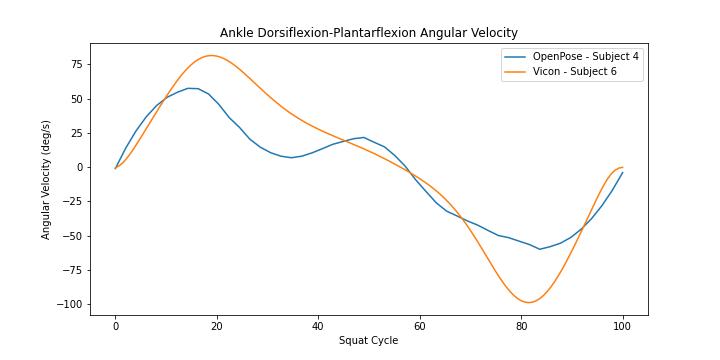 Ankle Dorsiflexion-Plantarflexion Angular Velocity
OpenPose - Subject 4
Vicon - Subject 6
Angular Velocity (deg/s)
75
50
25
0
−25
−50
−75
−100
0
20
40
60
80
100
Squat Cycle